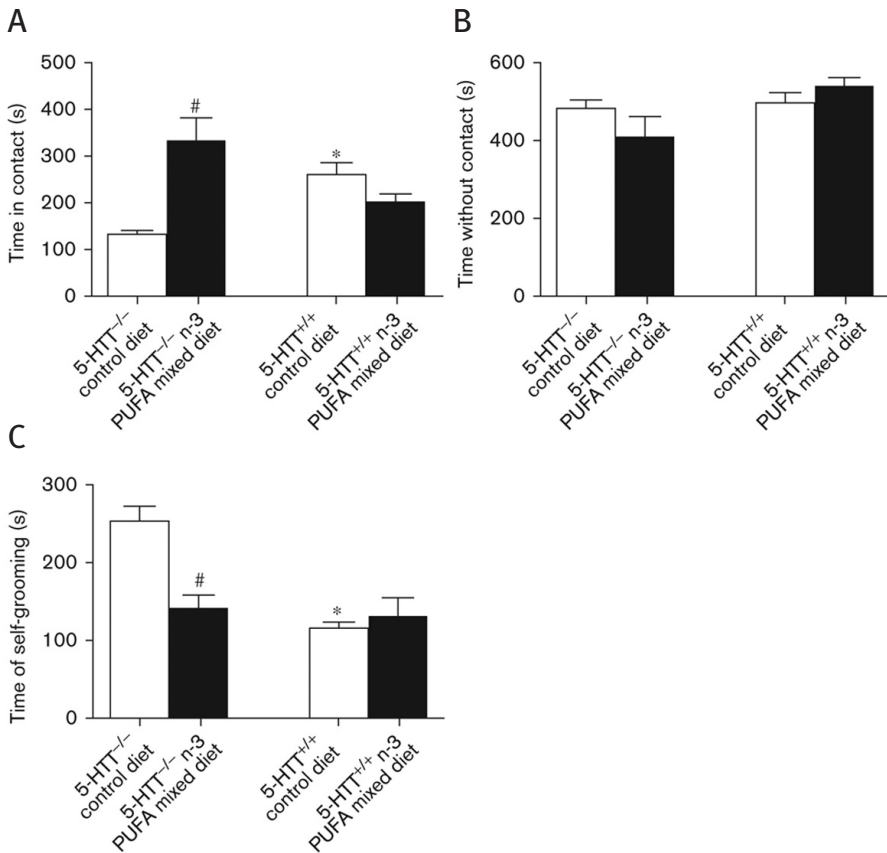 A
500
400
300
200
100
0
Time in contact (s)
#
*
5-HTT−/−
control diet
5-HTT−/− n-3
PUFA mixed diet
5-HTT+/+
control diet
5-HTT+/+ n-3
PUFA mixed diet
B
600
400
200
0
Time without contact (s)
5-HTT−/−
control diet
5-HTT−/− n-3
PUFA mixed diet
5-HTT+/+
control diet
5-HTT+/+ n-3
PUFA mixed diet
C
300
200
100
0
Time of self-grooming (s)
#
*
5-HTT−/−
control diet
5-HTT−/− n-3
PUFA mixed diet
5-HTT+/+
control diet
5-HTT+/+ n-3
PUFA mixed diet